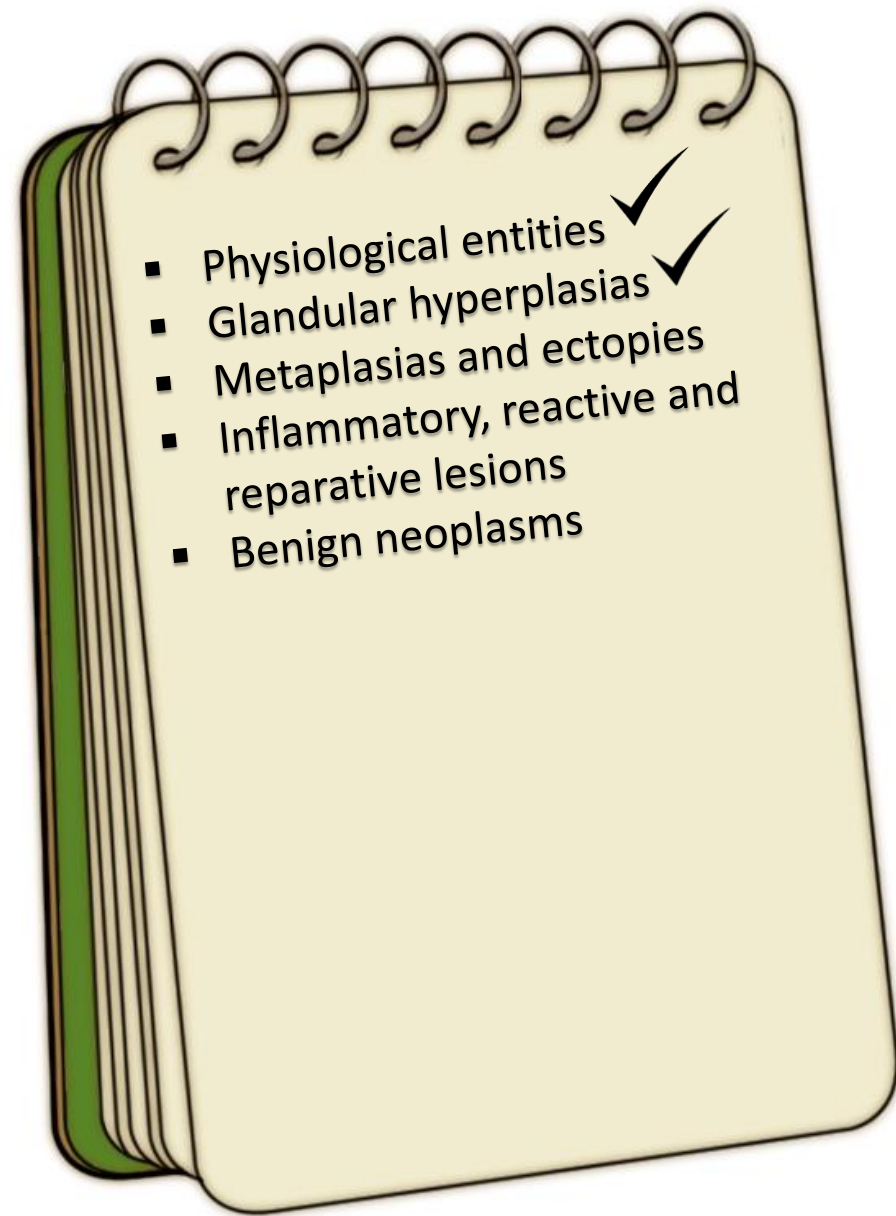 ▪ Physiological entities ✓
▪ Glandular hyperplasias ✓
▪ Metaplasias and ectopies
▪ Inflammatory, reactive and
reparative lesions
▪ Benign neoplasms